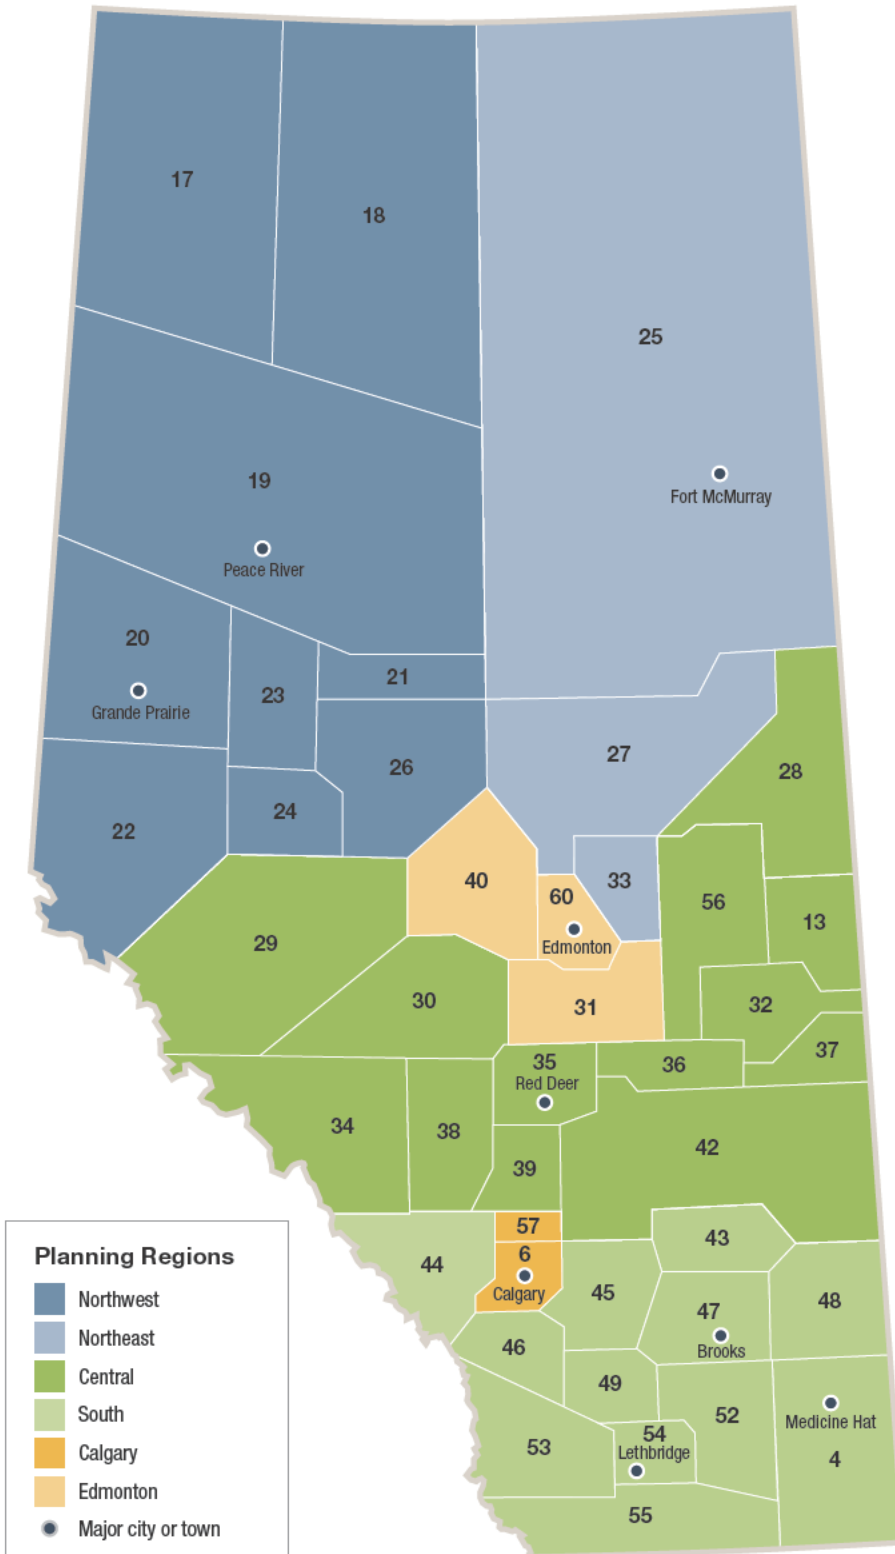 17
18
25
19
Fort McMurray
Peace River
20
21
23
Grande Prairie
27
26
28
24
22
40
33
60
56
13
29
Edmonton
30
31
32
37
35
36
Red Deer
34
38
42
39
57
43
6
44
45
48
Calgary
47
46
Brooks
49
Medicine Hat
52
54
53
Lethbridge
4
55
Planning Regions
Northwest
Northeast
Central
South
Calgary
Edmonton
Major city or town